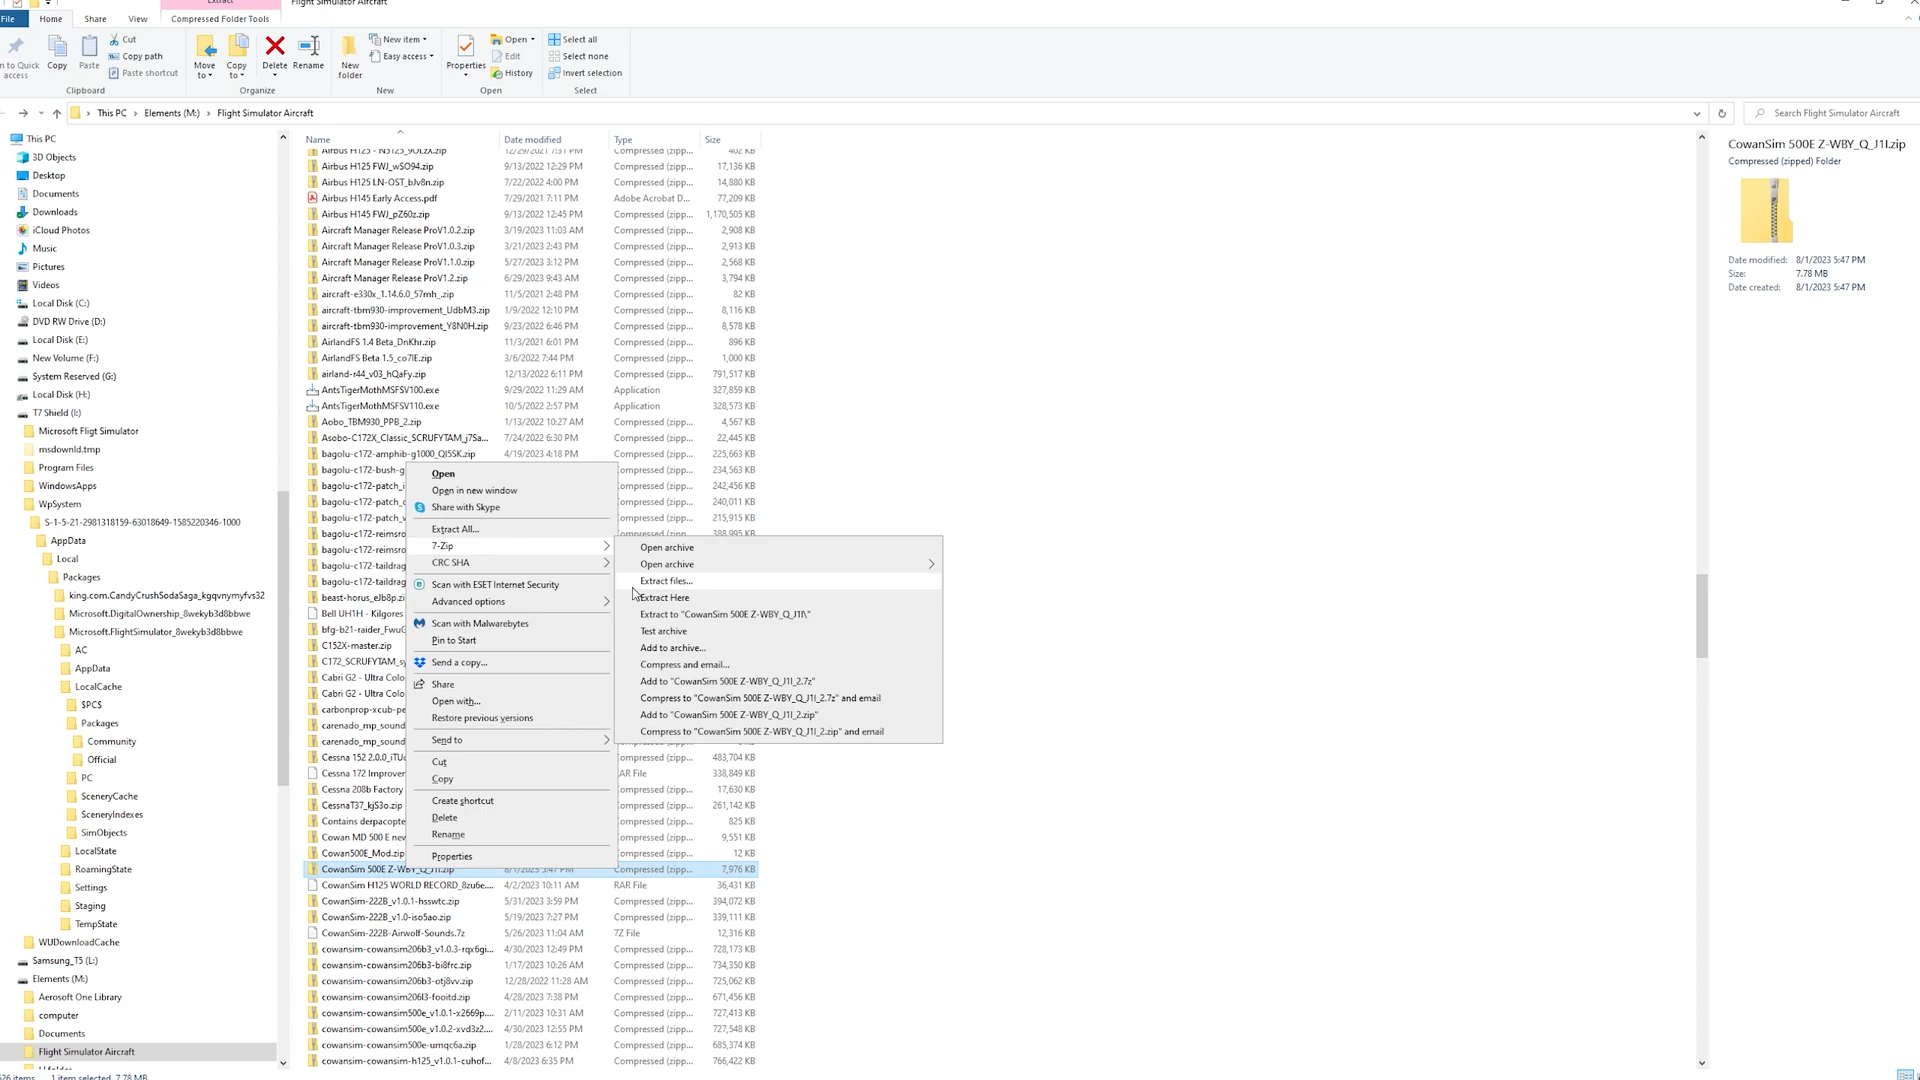 Extract
Flight Simulator Aircraft
File
Home
Share
View
Compressed Folder Tools
n to Quick
access
Copy
Paste
Cut
Copy path
Paste shortcut
Clipboard
Move
to
Copy
to
Delete
Rename
Organize
New
folder
New item
Easy access
New
Properties
Open
Edit
History
Open
Select all
Select none
Invert selection
Select
This PC
Elements (M:)
Flight Simulator Aircraft
Search Flight Simulator Aircraft
This PC
3D Objects
Desktop
Documents
Downloads
iCloud Photos
Music
Pictures
Videos
Local Disk (C:)
DVD RW Drive (D:)
Local Disk (E:)
New Volume (F:)
System Reserved (G:)
Local Disk (H:)
T7 Shield (I:)
Microsoft Fligt Simulator
msdownld.tmp
Program Files
WindowsApps
WpSystem
S-1-5-21-2981318159-63018649-1585220346-1000
AppData
Local
Packages
king.com.CandyCrushSodaSaga_kgqvnymyfvs32
Microsoft.DigitalOwnership_8wekyb3d8bbwe
Microsoft.FlightSimulator_8wekyb3d8bbwe
AC
AppData
LocalCache
$PC$
Packages
Community
Official
PC
SceneryCache
SceneryIndexes
SimObjects
LocalState
RoamingState
Settings
Staging
TempState
WUDownloadCache
Samsung_T5 (L:)
Elements (M:)
Aerosoft One Library
computer
Documents
Flight Simulator Aircraft
Name Date modified Type Size
Airbus H125 - N5125_9OLzX.zip 12/29/2021 7:31 PM Compressed (zipp... 402 KB
Airbus H125 FWJ_wSO94.zip 9/13/2022 12:29 PM Compressed (zipp... 17,136 KB
Airbus H125 LN-OST_bJv8n.zip 7/22/2022 4:00 PM Compressed (zipp... 14,880 KB
Airbus H145 Early Access.pdf 7/29/2021 7:11 PM Adobe Acrobat D... 77,209 KB
Airbus H145 FWJ_pZ60z.zip 9/13/2022 12:45 PM Compressed (zipp... 1,170,505 KB
Aircraft Manager Release ProV1.0.2.zip 3/19/2023 11:03 AM Compressed (zipp... 2,908 KB
Aircraft Manager Release ProV1.0.3.zip 3/21/2023 2:43 PM Compressed (zipp... 2,913 KB
Aircraft Manager Release ProV1.1.0.zip 5/27/2023 3:12 PM Compressed (zipp... 2,568 KB
Aircraft Manager Release ProV1.2.zip 6/29/2023 9:43 AM Compressed (zipp... 3,794 KB
aircraft-e330x_1.14.6.0_57mh_.zip 11/5/2021 2:48 PM Compressed (zipp... 82 KB
aircraft-tbm930-improvement_UdbM3.zip 1/9/2022 12:10 PM Compressed (zipp... 8,116 KB
aircraft-tbm930-improvement_Y8N0H.zip 9/23/2022 6:46 PM Compressed (zipp... 8,578 KB
AirlandFS 1.4 Beta_DnKhr.zip 11/3/2021 6:01 PM Compressed (zipp... 896 KB
AirlandFS Beta 1.5_co7lE.zip 3/6/2022 7:44 PM Compressed (zipp... 1,000 KB
airland-r44_v03_hQaFy.zip 12/13/2022 6:11 PM Compressed (zipp... 791,517 KB
AntsTigerMothMSFSV100.exe 9/29/2022 11:29 AM Application 327,859 KB
AntsTigerMothMSFSV110.exe 10/5/2022 2:57 PM Application 328,573 KB
Aobo_TBM930_PPB_2.zip 1/13/2022 10:27 AM Compressed (zipp... 4,567 KB
Asobo-C172X_Classic_SCRUFYTAM_j7Sa... 7/24/2022 6:30 PM Compressed (zipp... 22,445 KB
bagolu-c172-amphib-g1000_QI5SK.zip 4/19/2023 4:18 PM Compressed (zipp... 225,663 KB
bagolu-c172-bush-g ompressed (zipp... 234,563 KB
bagolu-c172-patch_i ompressed (zipp... 242,456 KB
bagolu-c172-patch_ ompressed (zipp... 240,011 KB
bagolu-c172-patch_v ompressed (zipp... 215,915 KB
bagolu-c172-reimsro ompressed (zipp... 388,995 KB
bagolu-c172-reimsro
bagolu-c172-taildrag
bagolu-c172-taildrag
beast-horus_eJb8p.zi
Bell UH1H - Kilgores
bfg-b21-raider_FwuG
C152X-master.zip
C172_SCRUFYTAM_sy
Cabri G2 - Ultra Colo
Cabri G2 - Ultra Colo
carbonprop-xcub-pe
carenado_mp_sound
carenado_mp_sound
Cessna 152 2.0.0_iTUa ompressed (zipp... 483,704 KB
Cessna 172 Improver AR File 338,849 KB
Cessna 208b Factory ompressed (zipp... 17,630 KB
CessnaT37_kjS3o.zip ompressed (zipp... 261,142 KB
Contains derpacopte ompressed (zipp... 825 KB
Cowan MD 500 E nev ompressed (zipp... 9,551 KB
Cowan500E_Mod.zip ompressed (zipp... 12 KB
CowanSim 500E Z-WBY_Q_J1I.zip 8/1/2023 5:47 PM Compressed (zipp... 7,976 KB
CowanSim H125 WORLD RECORD_8zu6e.... 4/2/2023 10:11 AM RAR File 36,431 KB
CowanSim-222B_v1.0.1-hsswtc.zip 5/31/2023 3:59 PM Compressed (zipp... 394,072 KB
CowanSim-222B_v1.0-iso5ao.zip 5/19/2023 7:27 PM Compressed (zipp... 339,111 KB
CowanSim-222B-Airwolf-Sounds.7z 5/26/2023 11:04 AM 7Z File 12,316 KB
cowansim-cowansim206b3_v1.0.3-rqx6gi... 4/30/2023 12:49 PM Compressed (zipp... 728,173 KB
cowansim-cowansim206b3-bi8frc.zip 1/17/2023 10:26 AM Compressed (zipp... 734,350 KB
cowansim-cowansim206b3-otj8vv.zip 12/28/2022 11:28 AM Compressed (zipp... 725,062 KB
cowansim-cowansim206l3-fooitd.zip 4/28/2023 7:38 PM Compressed (zipp... 671,456 KB
cowansim-cowansim500e_v1.0.1-x2669p.... 2/11/2023 10:31 AM Compressed (zipp... 727,413 KB
cowansim-cowansim500e_v1.0.2-xvd3z2.... 4/30/2023 12:55 PM Compressed (zipp... 727,548 KB
cowansim-cowansim500e-umqc6a.zip 1/28/2023 6:12 PM Compressed (zipp... 685,374 KB
cowansim-cowansim-h125_v1.0.1-cuhof... 4/8/2023 6:35 PM Compressed (zipp... 766,422 KB
Open
Open in new window
Share with Skype
Extract All...
7-Zip
CRC SHA
Scan with ESET Internet Security
Advanced options
Scan with Malwarebytes
Pin to Start
Send a copy...
Share
Open with...
Restore previous versions
Send to
Cut
Copy
Create shortcut
Delete
Rename
Properties
Open archive
Open archive
Extract files...
Extract Here
Extract to "CowanSim 500E Z-WBY_Q_J1I\"
Test archive
Add to archive...
Compress and email...
Add to "CowanSim 500E Z-WBY_Q_J1I_2.7z"
Compress to "CowanSim 500E Z-WBY_Q_J1I_2.7z" and email
Add to "CowanSim 500E Z-WBY_Q_J1I_2.zip"
Compress to "CowanSim 500E Z-WBY_Q_J1I_2.zip" and email
CowanSim 500E Z-WBY_Q_J1I.zip
Compressed (zipped) Folder
Date modified: 8/1/2023 5:47 PM
Size: 7.78 MB
Date created: 8/1/2023 5:47 PM
526 items 1 item selected 7.78 MB